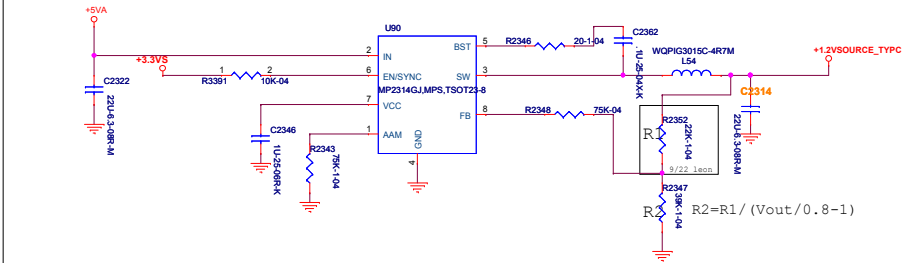 +5VA
U90
C2362
+1.2VSOURCE_TYPC
R2346
20-1-04
.1U-25-04X-K
WQPIG3015C-4R7M
L54
2
IN
BST
5
+3.3VS
R3391
1
2
10K-04
6
EN/SYNC
SW
3
C2322
22U-6.3-08R-M
MP2314GJ,MPS,TSOT23-8
C2314
22U-6.3-08R-M
7
VCC
FB
8
R2348
75K-04
C2346
1U-25-06R-K
1
AAM
GND
4
R2343
75K-1-04
R1
R2352
22K-1-04
9/22 leon
R2
R2347
39K-1-04
R2=R1/(Vout/0.8-1)